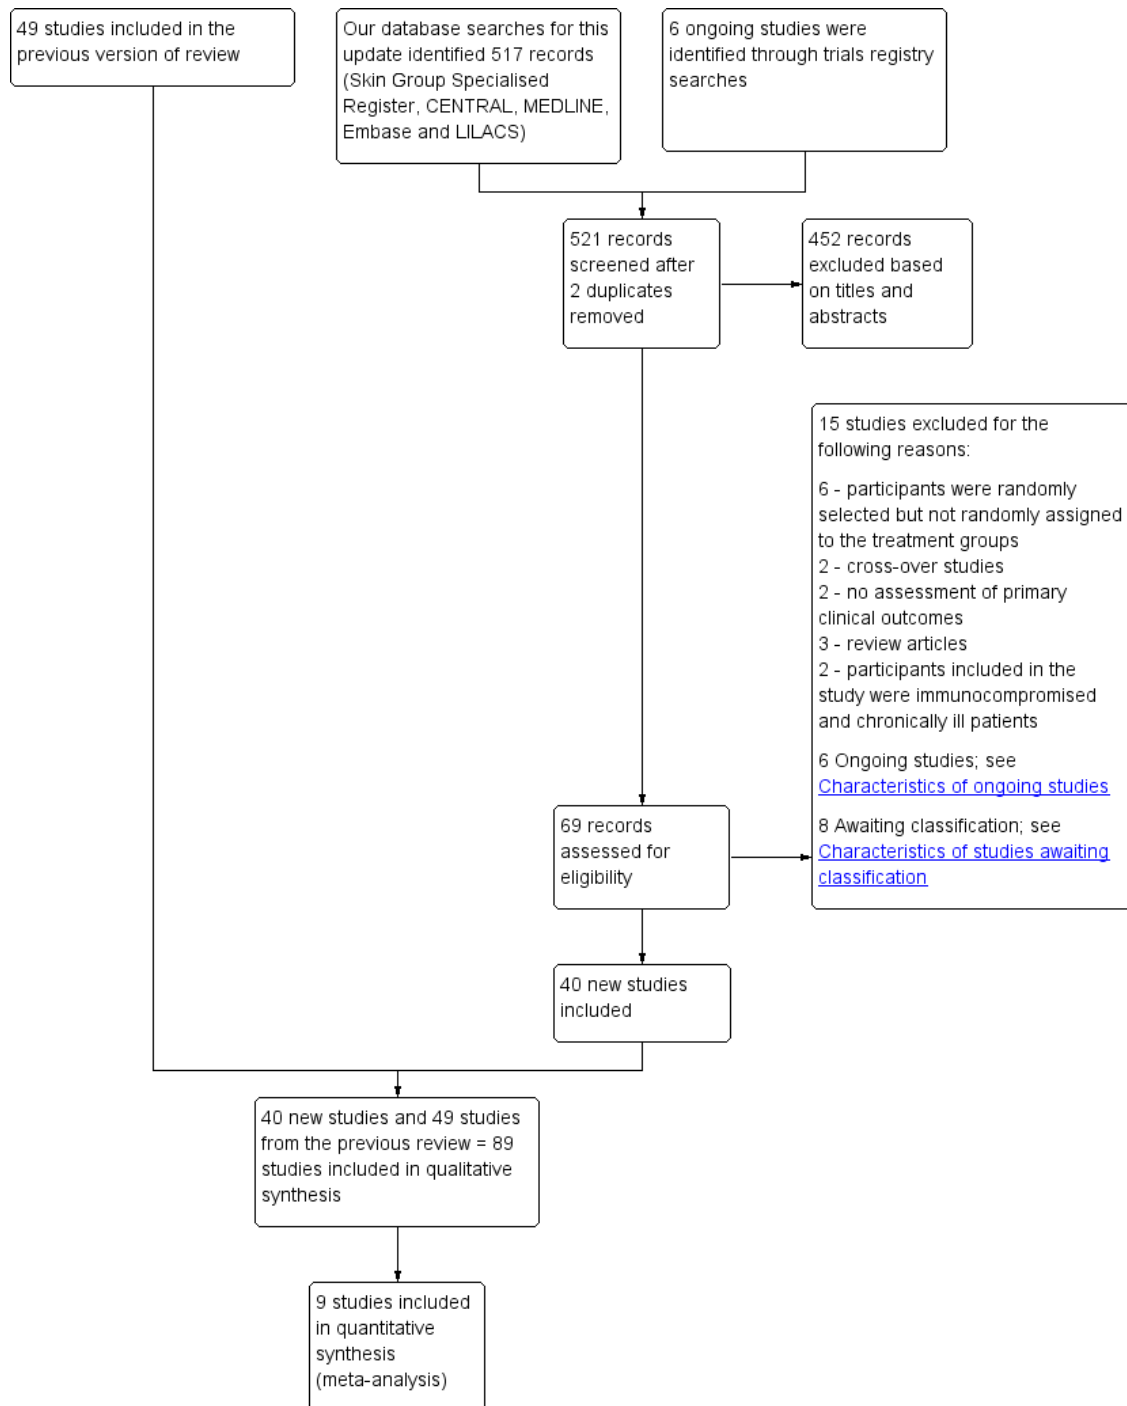 49 studies included in the
previous version of review
Our database searches for this
update identified 517 records
(Skin Group Specialised
Register, CENTRAL, MEDLINE,
Embase and LILACS)
6 ongoing studies were
identified through trials registry
searches
521 records
screened after
2 duplicates
removed
452 records
excluded based
on titles and
abstracts
15 studies excluded for the
following reasons:
6 - participants were randomly
selected but not randomly assigned
to the treatment groups
2 - cross-over studies
2 - no assessment of primary
clinical outcomes
3 - review articles
2 - participants included in the
study were immunocompromised
and chronically ill patients
6 Ongoing studies; see
Characteristics of ongoing studies
8 Awaiting classification; see
Characteristics of studies awaiting
classification
69 records
assessed for
eligibility
40 new studies
included
40 new studies and 49 studies
from the previous review = 89
studies included in qualitative
synthesis
9 studies included
in quantitative
synthesis
(meta-analysis)